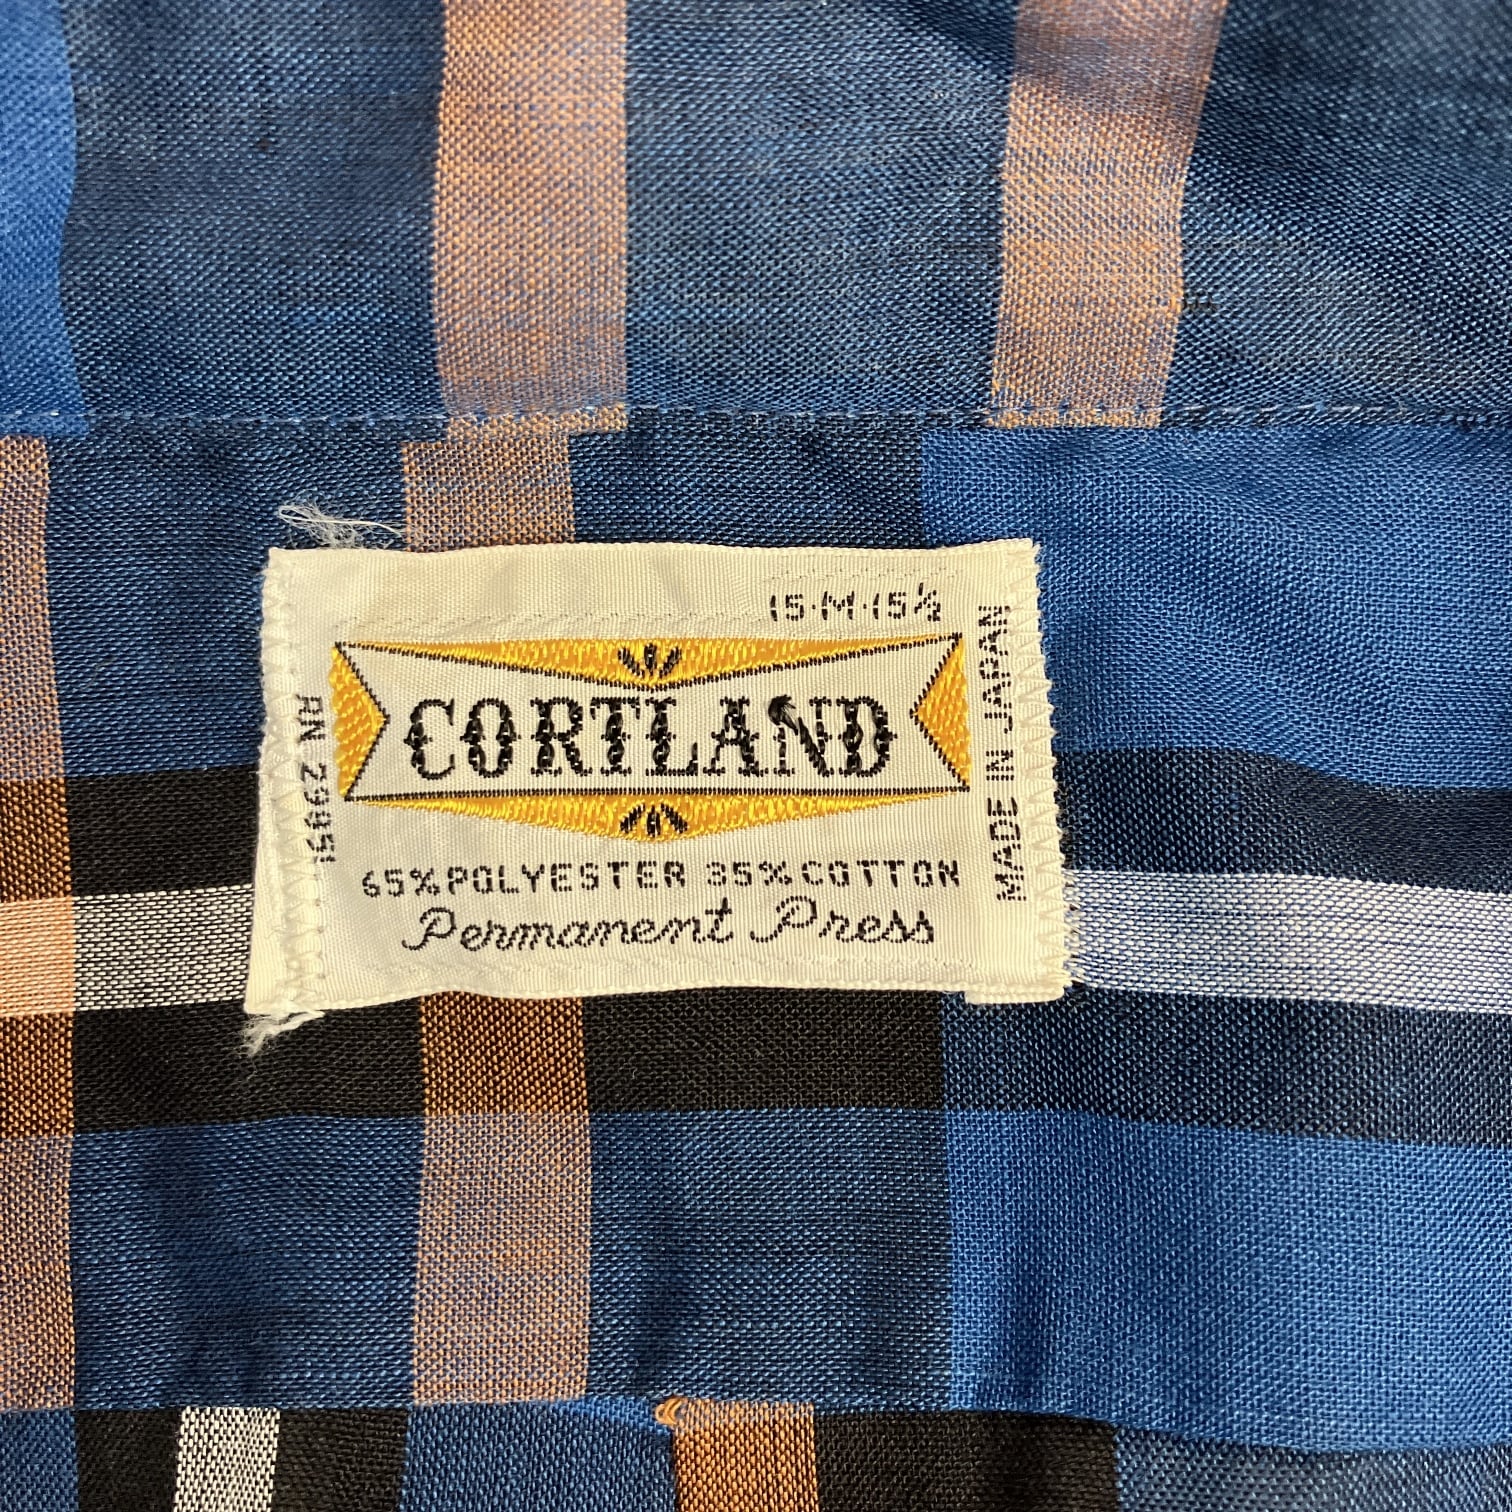 15·M·15½
CORTLAND
65% POLYESTER 35% COTTON
Permanent Press
MADE IN JAPAN
RN 29951